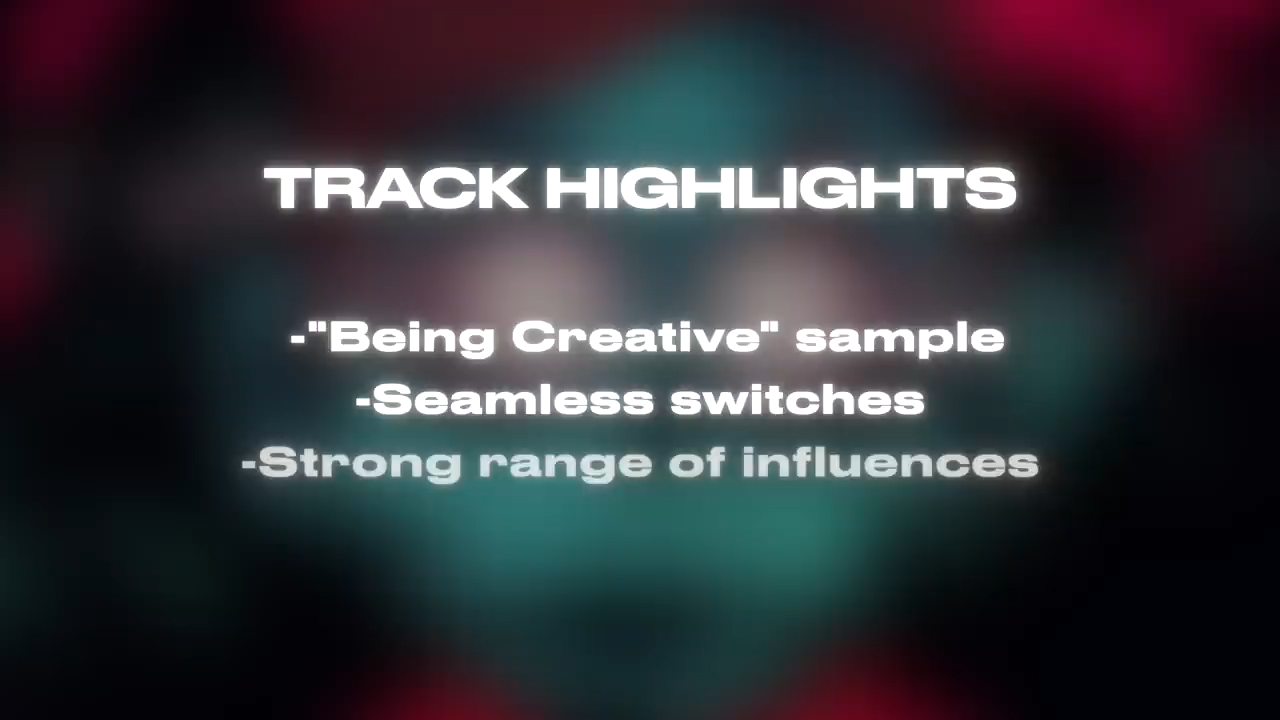 TRACK HIGHLIGHTS
-"Being Creative" sample
-Seamless switches
-Strong range of influences